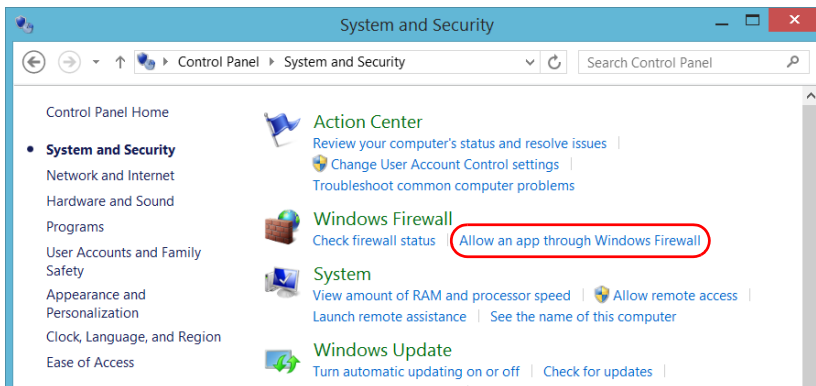 System and Security
Control Panel System and Security
Search Control Panel
Control Panel Home
System and Security
Network and Internet
Hardware and Sound
Programs
User Accounts and Family
Safety
Appearance and
Personalization
Clock, Language, and Region
Ease of Access
Action Center
Review your computer's status and resolve issues
Change User Account Control settings
Troubleshoot common computer problems
Windows Firewall
Check firewall status Allow an app through Windows Firewall
System
View amount of RAM and processor speed Allow remote access
Launch remote assistance See the name of this computer
Windows Update
Turn automatic updating on or off Check for updates